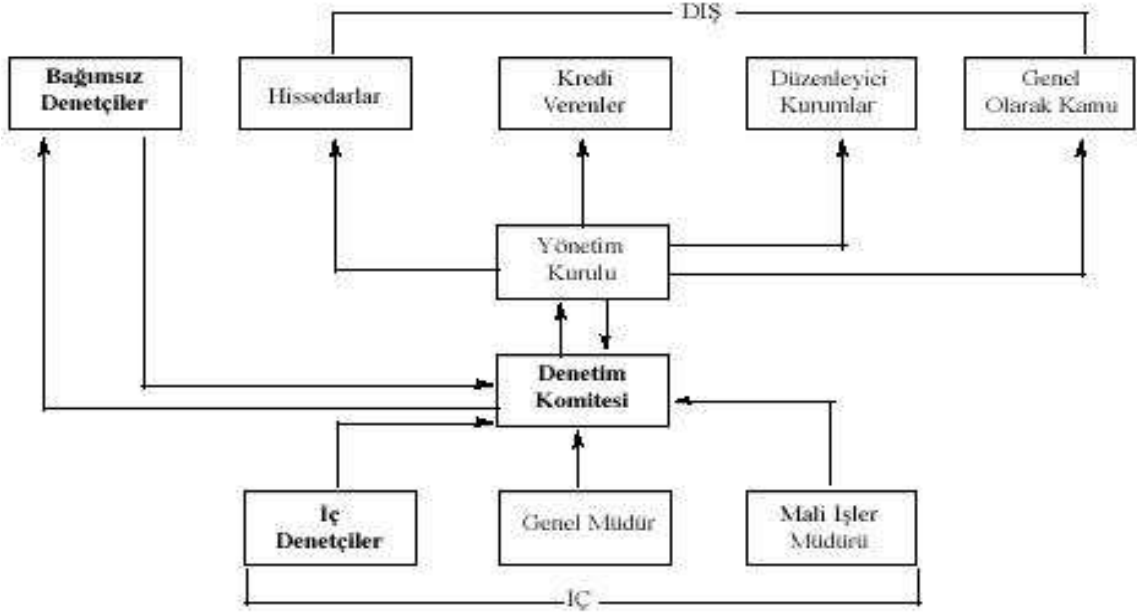 DIŞ
Bağımsız
Denetçiler
Hissedarlar
Kredi
Verenler
Düzenleyici
Kurumlar
Genel
Olarak Kamu
Yönetim
Kurulu
Denetim
Komitesi
İç
Denetçiler
Genel Müdür
Mali İşler
Müdürü
İÇ